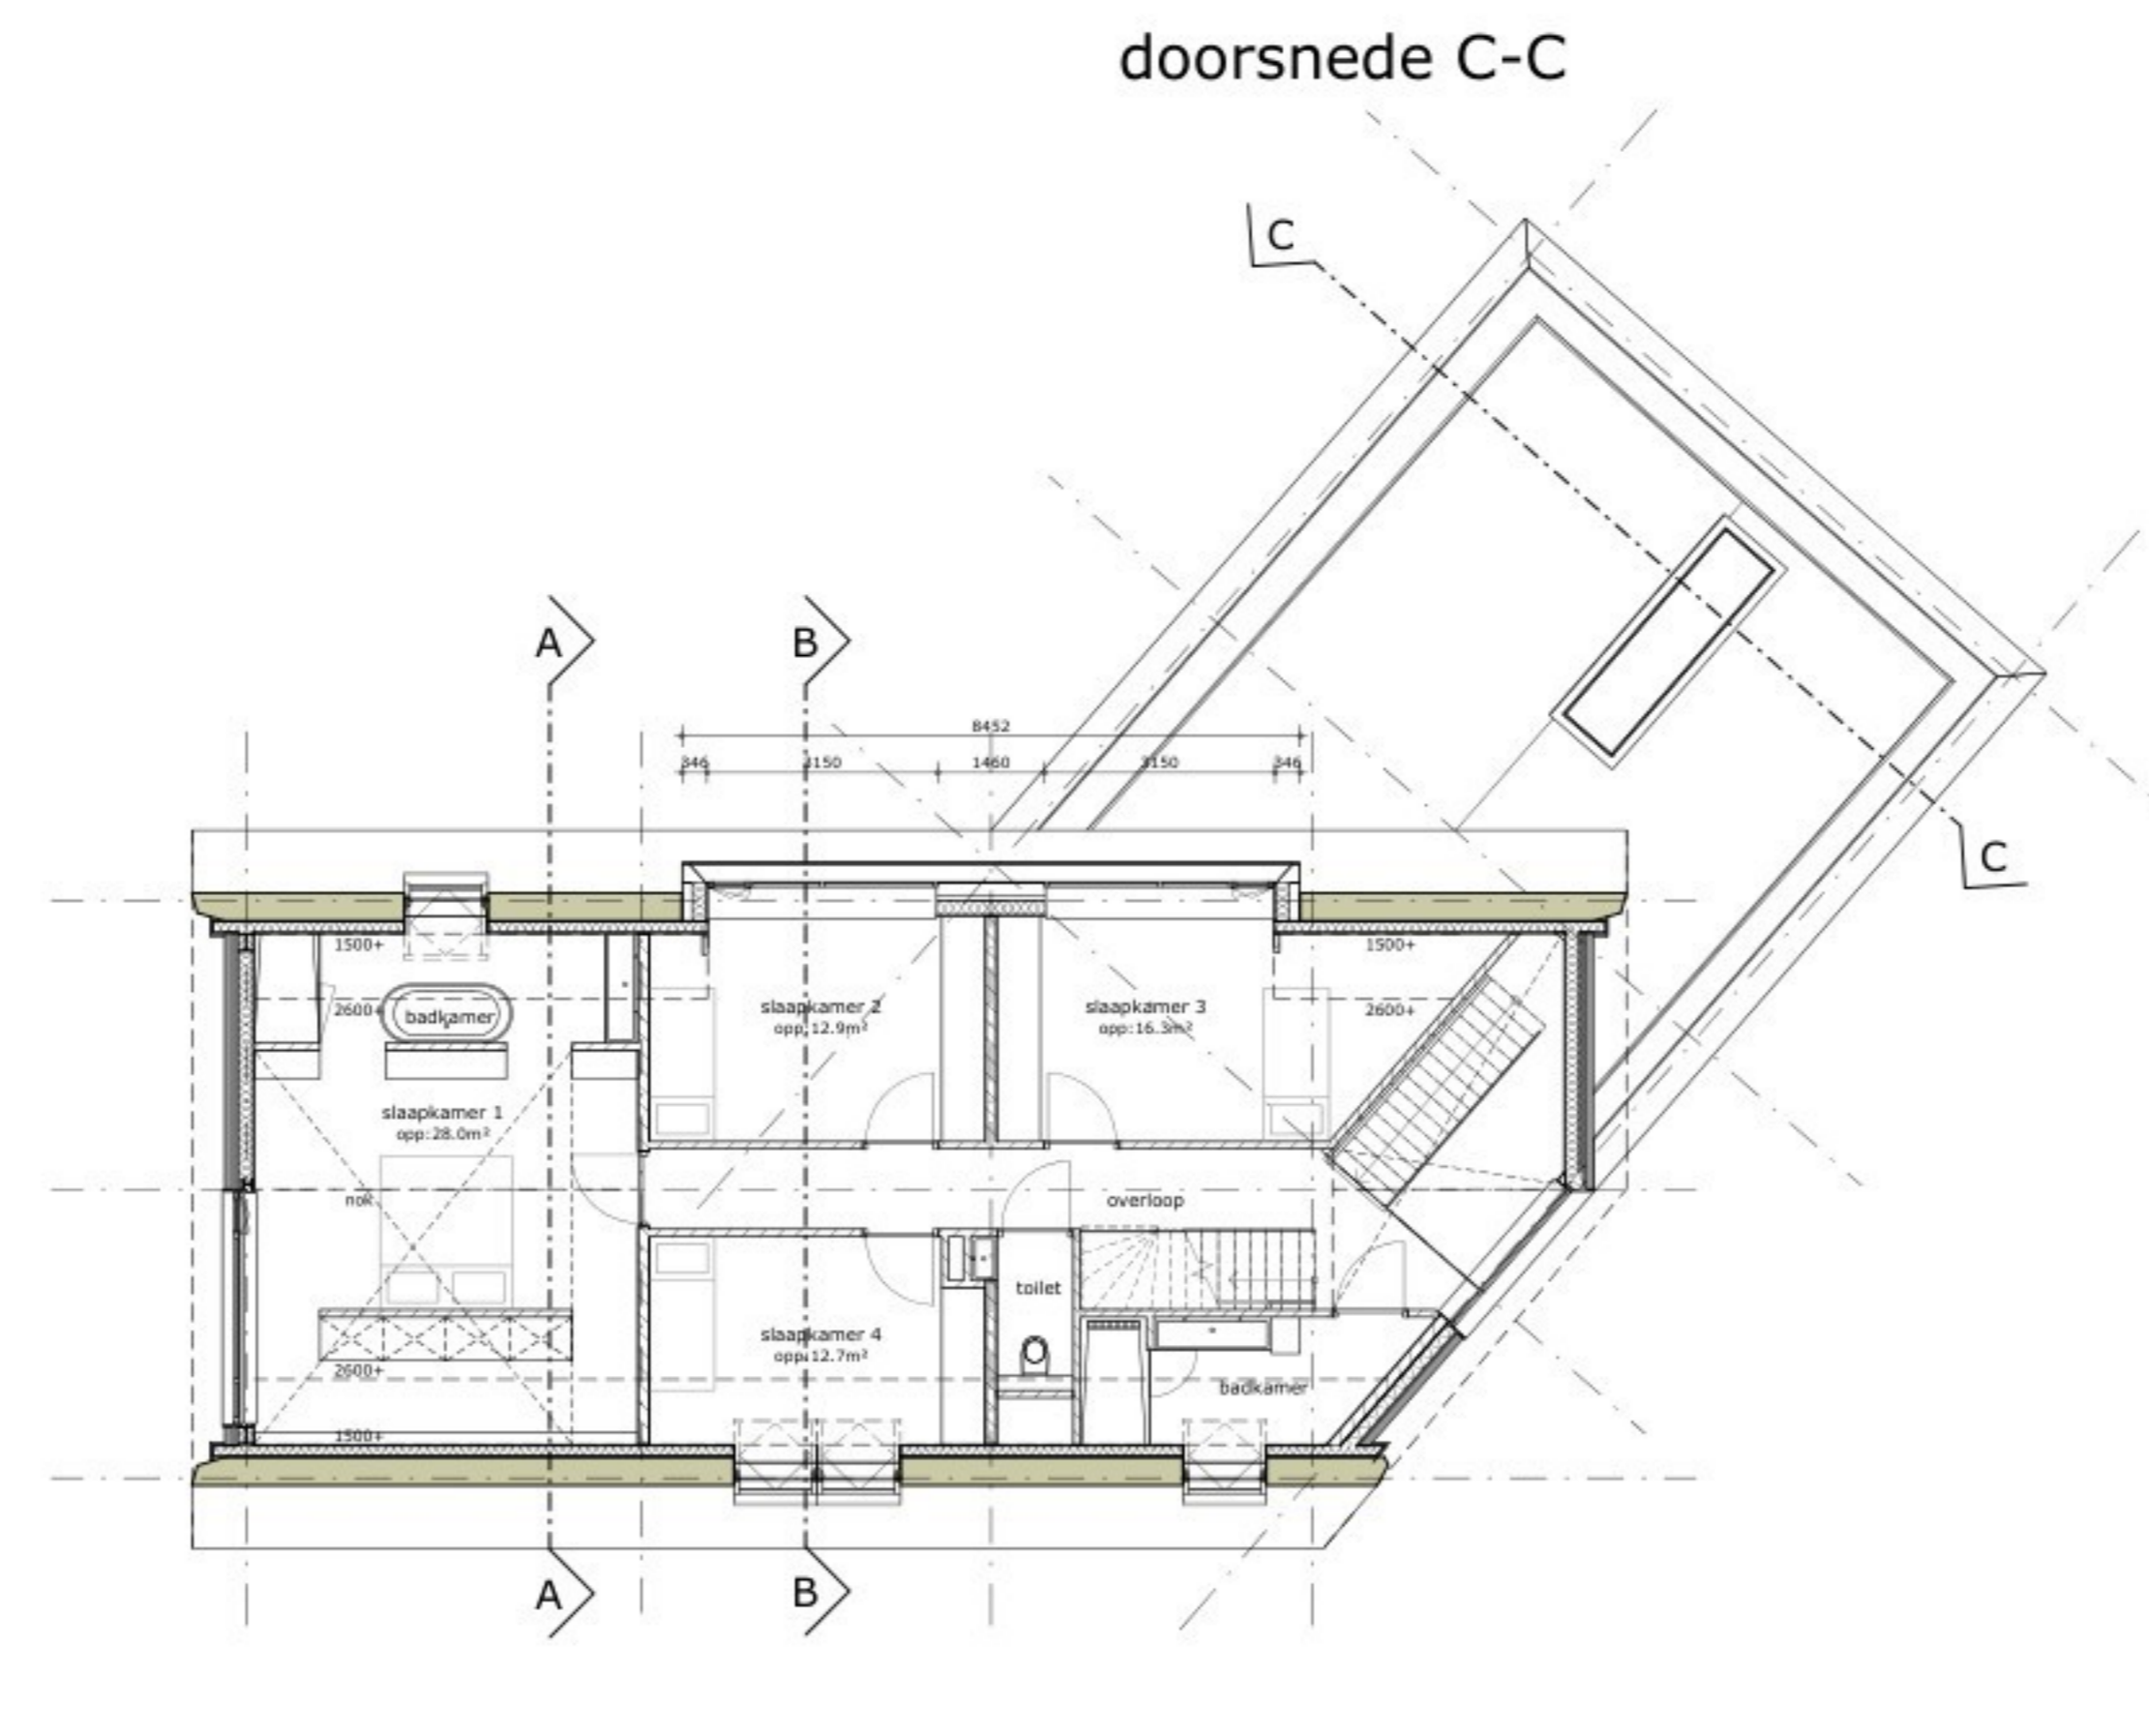 doorsnede C-C
C
A
B
8452
346
3150
1460
3150
346
C
1500+
1500+
2600+
badkamer
slaapkamer 2
opp:12.9m²
slaapkamer 3
opp:16.3m²
2600+
slaapkamer 1
opp:28.0m²
nok
overloop
toilet
slaapkamer 4
opp:12.7m²
2600+
badkamer
1500+
A
B